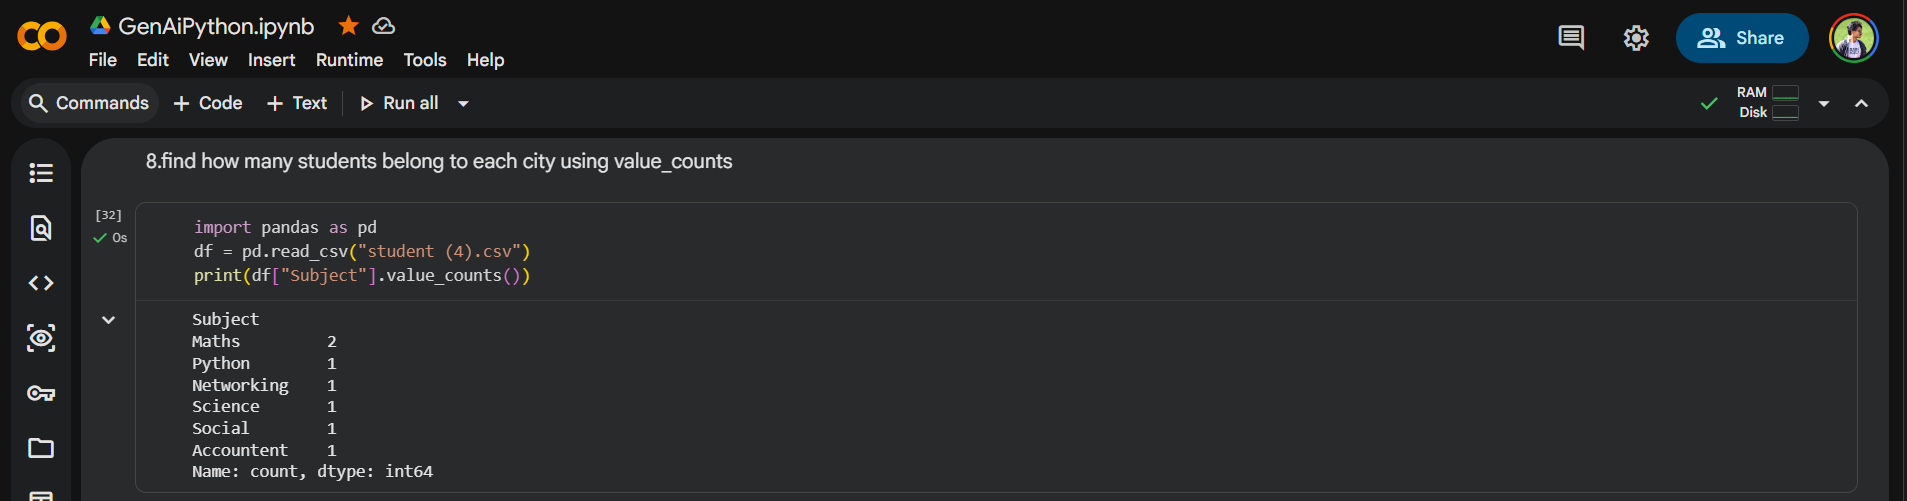 GenAiPython.ipynb
File Edit View Insert Runtime Tools Help
Share
Commands + Code + Text Run all
RAM
Disk
8.find how many students belong to each city using value_counts
[32]
0s
import pandas as pd
df = pd.read_csv("student (4).csv")
print(df["Subject"].value_counts())
Subject
Maths 2
Python 1
Networking 1
Science 1
Social 1
Accountent 1
Name: count, dtype: int64